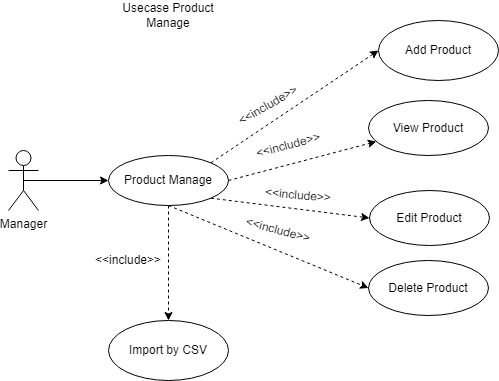 Usecase Product
Manage
Add Product
<<include>>
View Product
<<include>>
Product Manage
<<include>>
Manager
Edit Product
<<include>>
<<include>>
Delete Product
Import by CSV